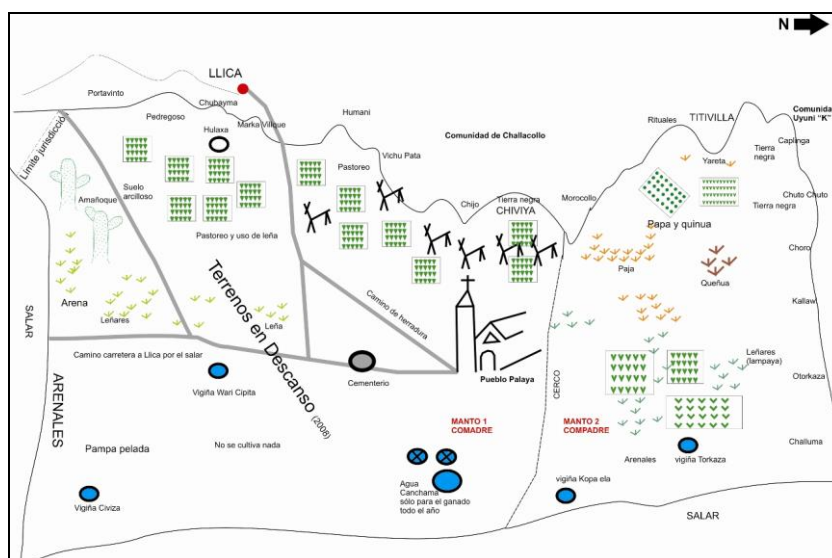 N
LLICA
Portavinto
Chubayma
Pedregoso
Hulaxa
Marka Villque
Humani
Comunidad de Challacollo
Rituales
TITIVILLA
Comunida
Uyuni "K"
Límite jurisdicció
Vichu Pata
Pastoreo
Yareta
Tierra
negra
Caplinga
Amañoque
Suelo
arcilloso
Chijo
Tierra negra
CHIVIYA
Morocollo
Chuto Chuto
Tierra negra
Papa y quinua
Pastoreo y uso de leña
Choro
Paja
Queñua
Kallaw
Arena
Leñares
Terrenos en Descanso (2006)
Leña
Camino de herradura
SALAR
Camino carretera a Llica por el salar
Cementerio
Pueblo Palaya
CERCO
Leñares
(lampaya)
Otorkaza
Vigiña Wari Cipita
ARENALES
MANTO 1
COMADRE
MANTO 2
COMPADRE
Pampa pelada
No se cultiva nada
Challuma
Arenales
vigiña Torkaza
Agua
Canchama
sólo para el ganado
todo el año
vigiña Kopa ela
Vigiña Civiza
SALAR